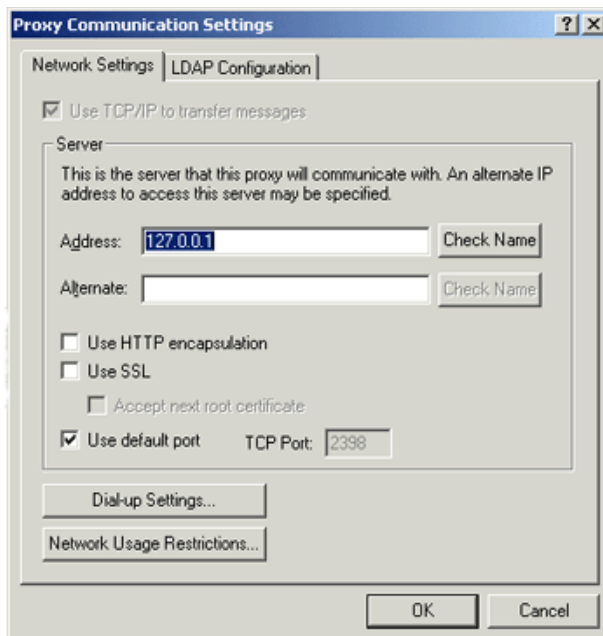 Proxy Communication Settings
Network Settings
LDAP Configuration
Use TCP/IP to transfer messages
Server
This is the server that this proxy will communicate with. An alternate IP
address to access this server may be specified.
Address: 127.0.0.1 Check Name
Alternate: Check Name
Use HTTP encapsulation
Use SSL
Accept next root certificate
Use default port TCP Port: 2398
Dial-up Settings...
Network Usage Restrictions...
OK Cancel